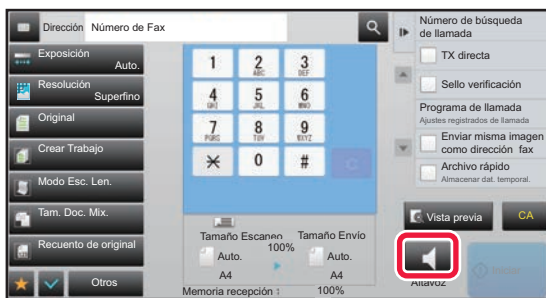 Dirección Número de Fax
Exposición
Auto.
Resolución
Superfino
Original
Crear Trabajo
Modo Esc. Len.
Tam. Doc. Mix.
Recuento de original
Otros
1 2 3
ABC DEF
4 5 6
GHI JKL MNO
7 8 9
PQRS TUV WXYZ
0 #
Tamaño Escaneo Tamaño Envío
100%
Auto. Auto.
A4 A4
Memoria recepción : 100%
Número de búsqueda
de llamada
TX directa
Sello verificación
Programa de llamada
Ajustes registrados de llamada
Enviar misma imagen
como dirección fax
Archivo rápido
Almacenar dat. temporal.
Vista previa CA
Altavoz